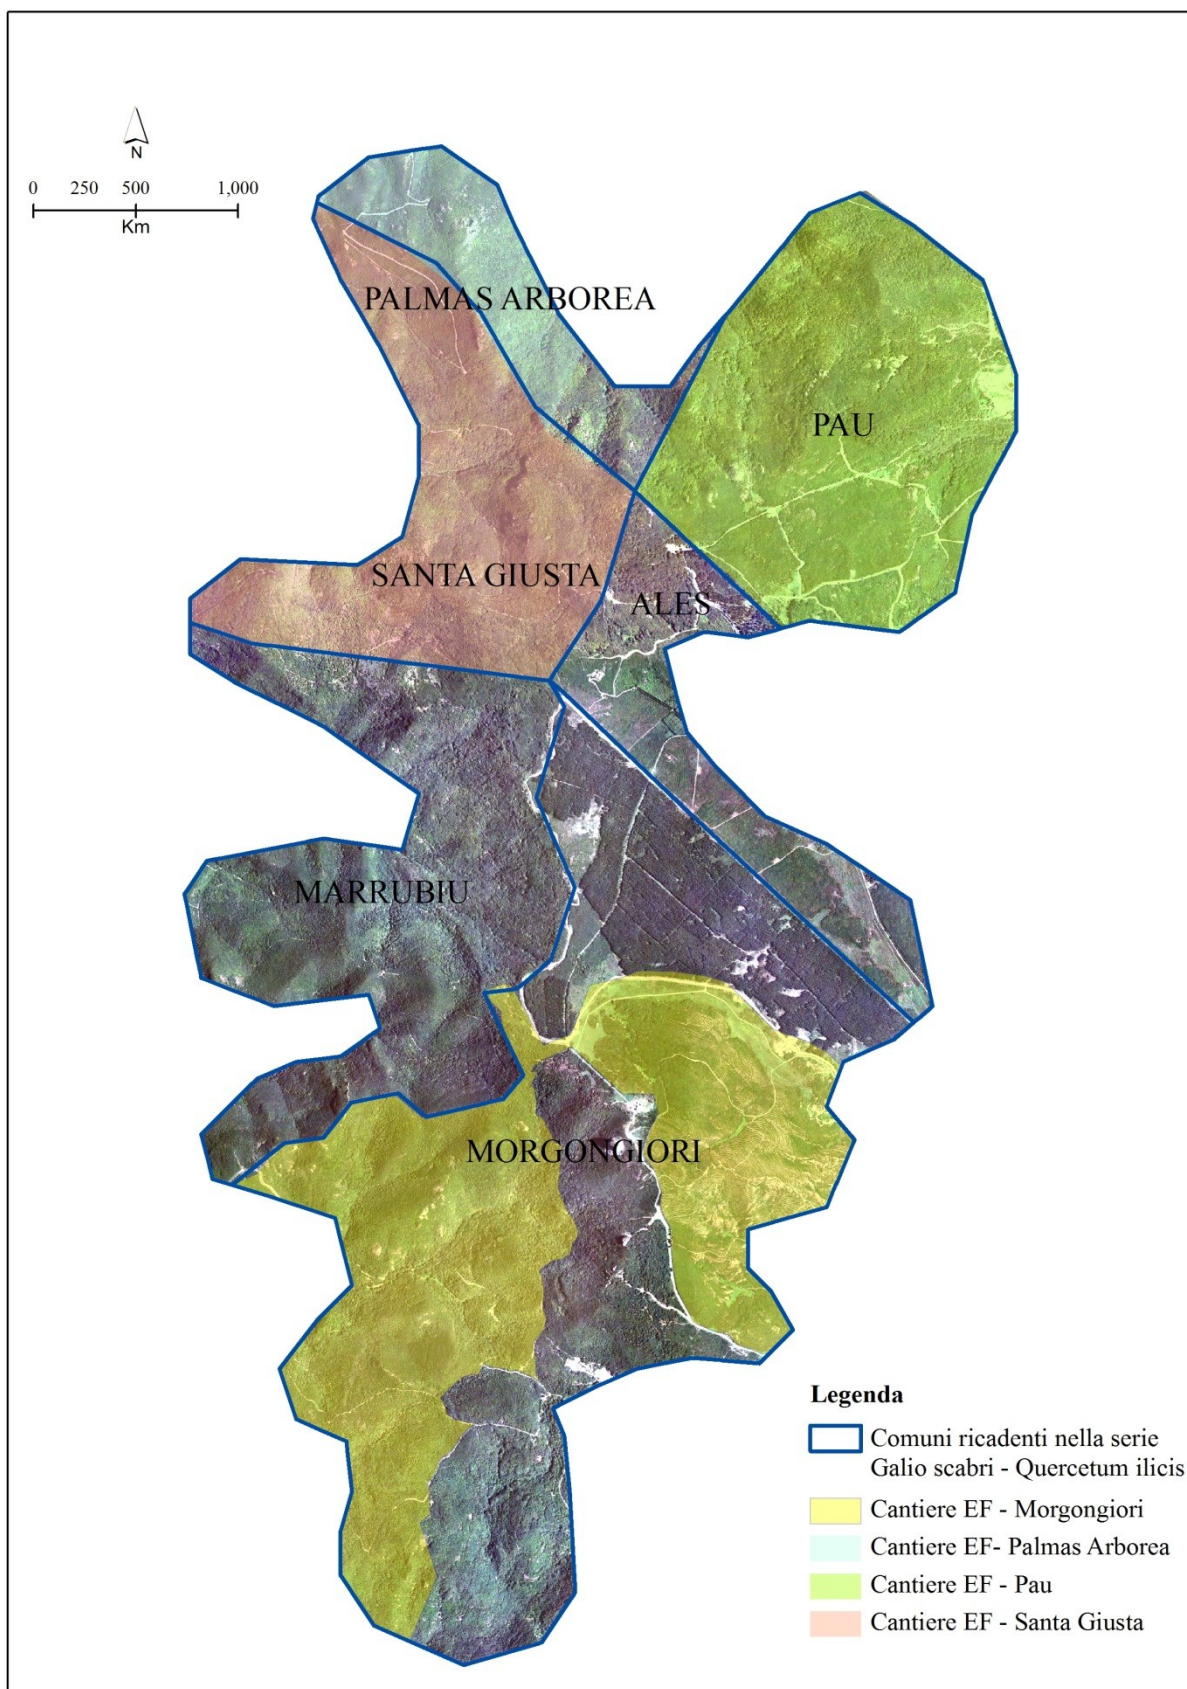 N
0 250 500 1,000
Km
PALMAS ARBOREA
PAU
SANTA GIUSTA
ALES
MARRUBIU
MORGONGIORI
Legenda
Comuni ricadenti nella serie
Galio scabri - Quercetum ilicis
Cantiere EF - Morgongiori
Cantiere EF- Palmas Arborea
Cantiere EF - Pau
Cantiere EF - Santa Giusta